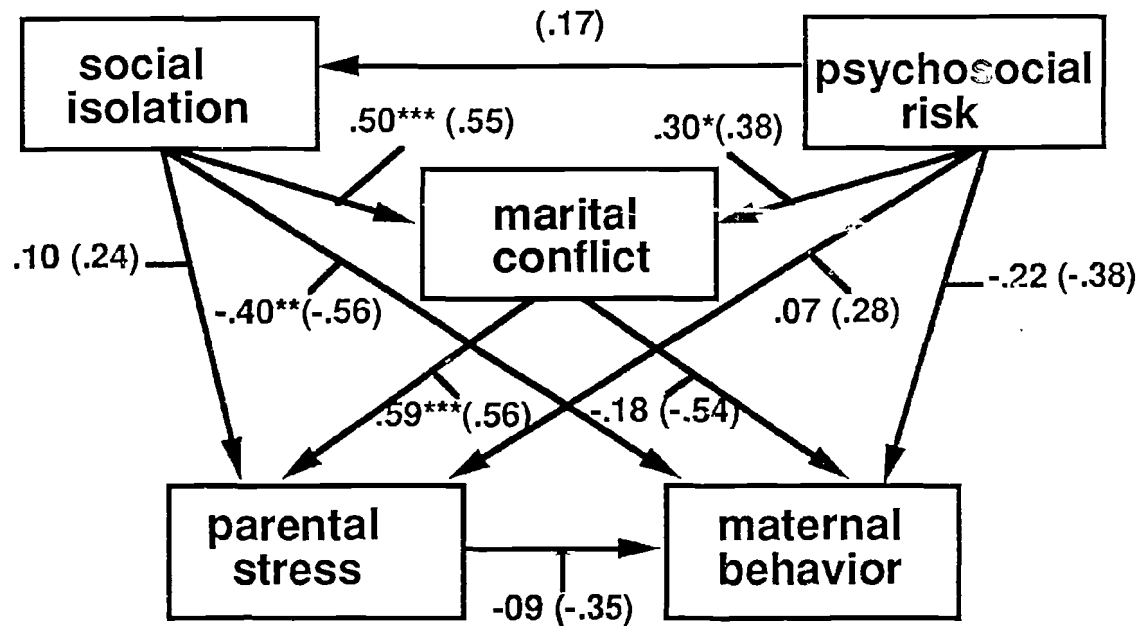 (.17)
social
isolation
psychosocial
risk
.50*** (.55)
.30*(.38)
marital
conflict
.10 (.24)
-.40**(-.56)
.07 (.28)
-.22 (-.38)
.59***(.56)
-.18 (-.54)
parental
stress
maternal
behavior
-09 (-.35)